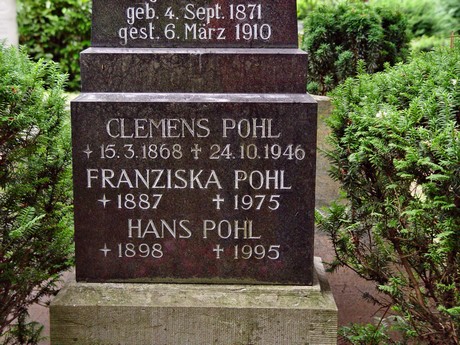 geb. 4. Sept. 1871
gest. 6. März 1910
CLEMENS POHL
+ 15.3.1868 ✝ 24.10.1946
FRANZISKA POHL
+ 1887 ✝ 1975
HANS POHL
+ 1898 ✝ 1995